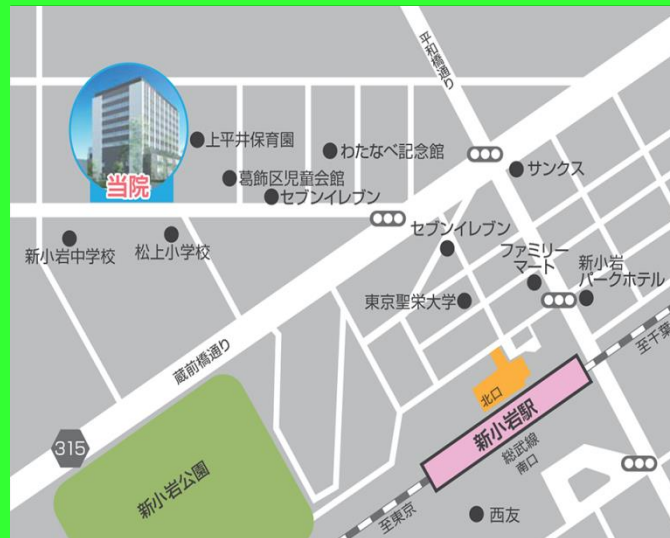 平和橋通り
上平井保育園
わたなべ記念館
サンクス
葛飾区児童会館
セブンイレブン
当院
新小岩中学校
松上小学校
セブンイレブン
ファミリー
マート
新小岩
パークホテル
東京聖栄大学
蔵前橋通り
至千葉
北口
新小岩駅
総武線
南口
315
新小岩公園
至東京
西友